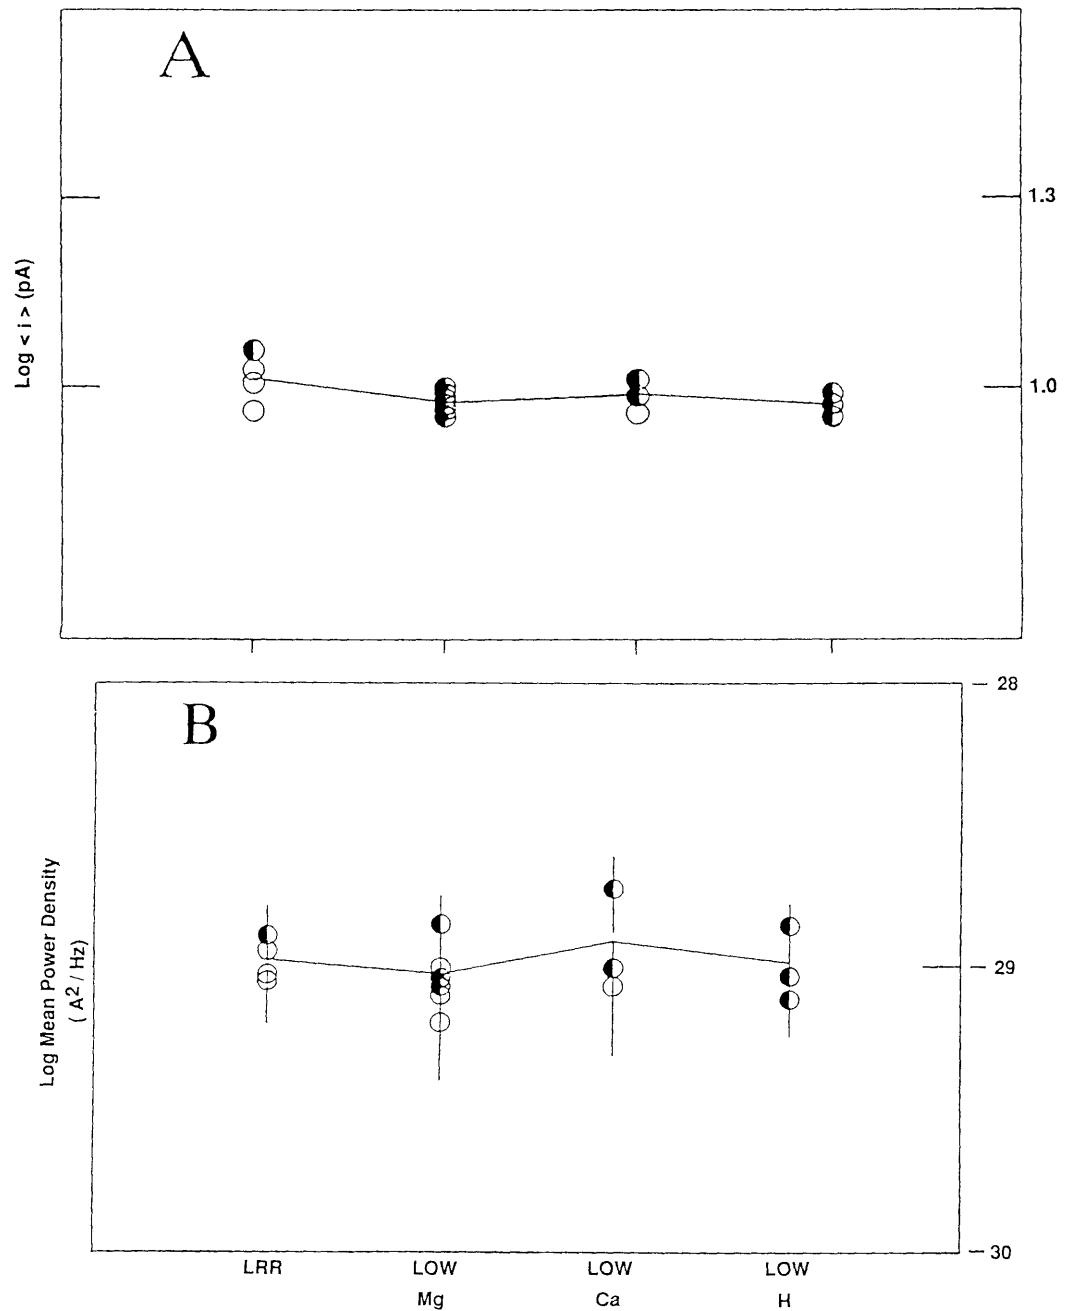 A
Log < i > (pA)
1.3
1.0
B
Log Mean Power Density
( A2 / Hz)
— 28
— 29
— 30
LRR LOW LOW LOW
Mg Ca H